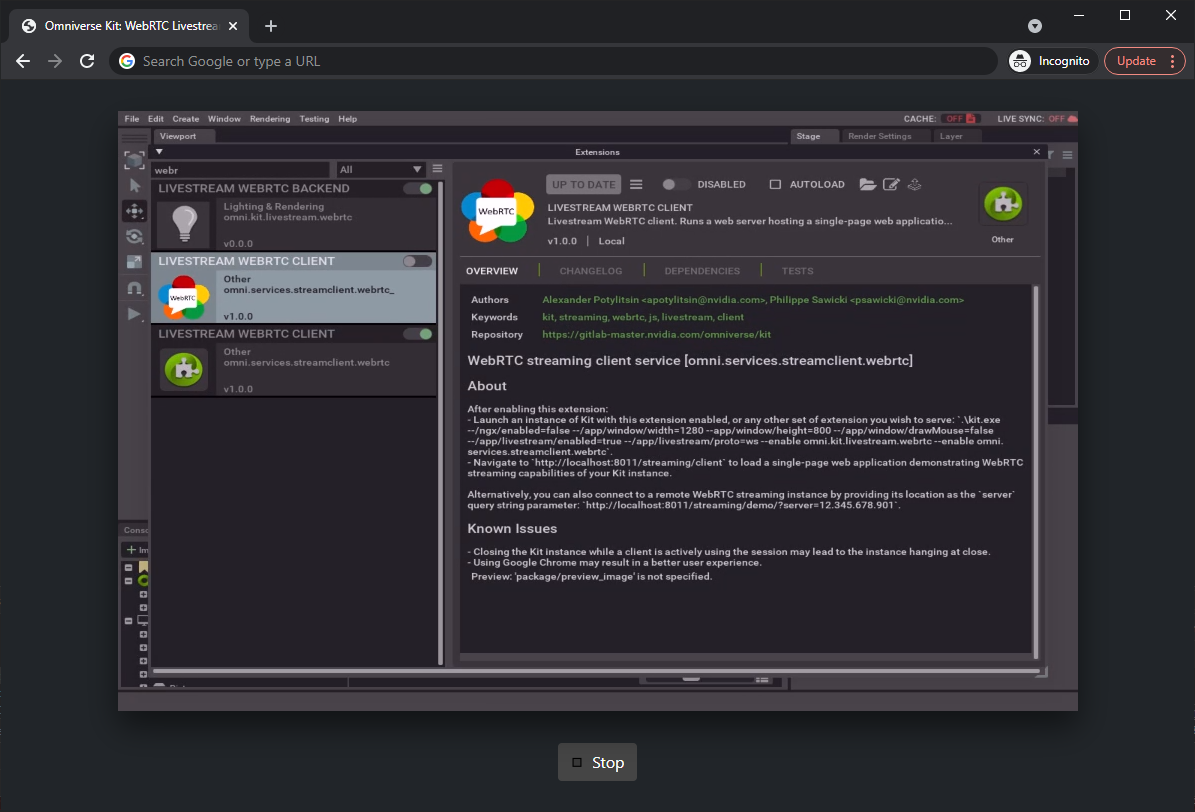 Omniverse Kit: WebRTC Livestrea
Search Google or type a URL
Incognito
Update
File Edit Create Window Rendering Testing Help
CACHE: OFF
LIVE SYNC: OFF
Viewport
Stage
Render Settings
Layer
Extensions
webr
All
LIVESTREAM WEBRTC BACKEND
Lighting & Rendering
omni.kit.livestream.webrtc
v0.0.0
LIVESTREAM WEBRTC CLIENT
WebRTC
Other
omni.services.streamclient.webrtc_
v1.0.0
LIVESTREAM WEBRTC CLIENT
Other
omni.services.streamclient.webrtc
v1.0.0
WebRTC
UP TO DATE
DISABLED
AUTOLOAD
LIVESTREAM WEBRTC CLIENT
Livestream WebRTC client. Runs a web server hosting a single-page web applicatio...
v1.0.0 | Local
Other
OVERVIEW
CHANGELOG
DEPENDENCIES
TESTS
Authors Alexander Potylitsin <apotylitsin@nvidia.com>, Philippe Sawicki <psawicki@nvidia.com>
Keywords kit, streaming, webrtc, js, livestream, client
Repository https://gitlab-master.nvidia.com/omniverse/kit
WebRTC streaming client service [omni.services.streamclient.webrtc]
About
After enabling this extension:
- Launch an instance of Kit with this extension enabled, or any other set of extension you wish to serve: `.\kit.exe
--/ngx/enabled=false --/app/window/width=1280 --/app/window/height=800 --/app/window/drawMouse=false
--/app/livestream/enabled=true --/app/livestream/proto=ws --enable omni.kit.livestream.webrtc --enable omni.
services.streamclient.webrtc`.
- Navigate to `http://localhost:8011/streaming/client` to load a single-page web application demonstrating WebRTC
streaming capabilities of your Kit instance.
Alternatively, you can also connect to a remote WebRTC streaming instance by providing its location as the `server`
query string parameter: `http://localhost:8011/streaming/demo/?server=12.345.678.901`.
Known Issues
- Closing the Kit instance while a client is actively using the session may lead to the instance hanging at close.
- Using Google Chrome may result in a better user experience.
Preview: 'package/preview_image' is not specified.
Conso
Im
Stop